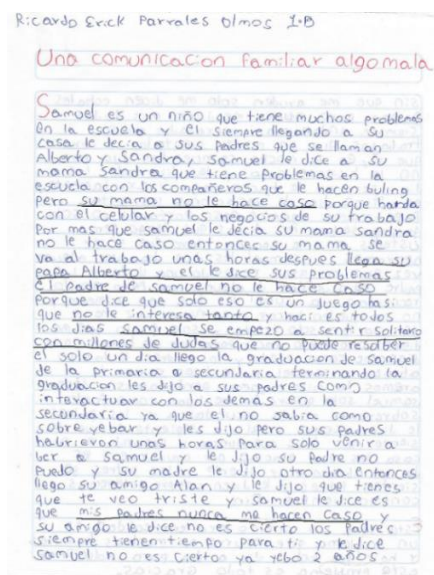 Ricardo Erick Parrales Olmos 1-B
Una comunicacion familiar algo mala
Samuel es un niño que tiene muchos problemas
en la escuela y el siempre llegando a su
casa le decia a sus padres que se llaman
Alberto y Sandra, Samuel le dice a su
mama Sandra que tiene problemas en la
escuela con los compañeros que le hacen buling
pero su mama no le hace caso porque handa
con el celular y los negocios de su trabajo
Por mas que samuel le decia su mama sandra
no le hace caso entonces su mama se
va al trabajo unas horas despues llega su
papa Alberto y el le dice sus problemas
el padre de samuel no le hace caso
Porque dice que solo eso es un juego has
que no le interesa tanto y haci es todos
los dias samuel se empezo a sentir solitario
con millones de dudas que no puede resolber
el solo un dia llego la graduacion de samuel
de la primaria a secundaria terminando la
graduacion les dijo a sus padres como
interactuar con los demas en la
secundaria ya que el no sabia como
sobre yebar y les dijo pero sus padres
habrieron unas horas para solo venir a
ber a samuel y le dijo su padre no
puedo y su madre le dijo otro dia entonces
llego su amigo Alan y le dijo que tienes
que te veo triste y samuel le dice es
que mis padres nunca me hacen caso y
su amigo le dice no es cierto los Padres
siempre tienen tiempo para ti y le dice
samuel no es cierto ya yebo 2 años